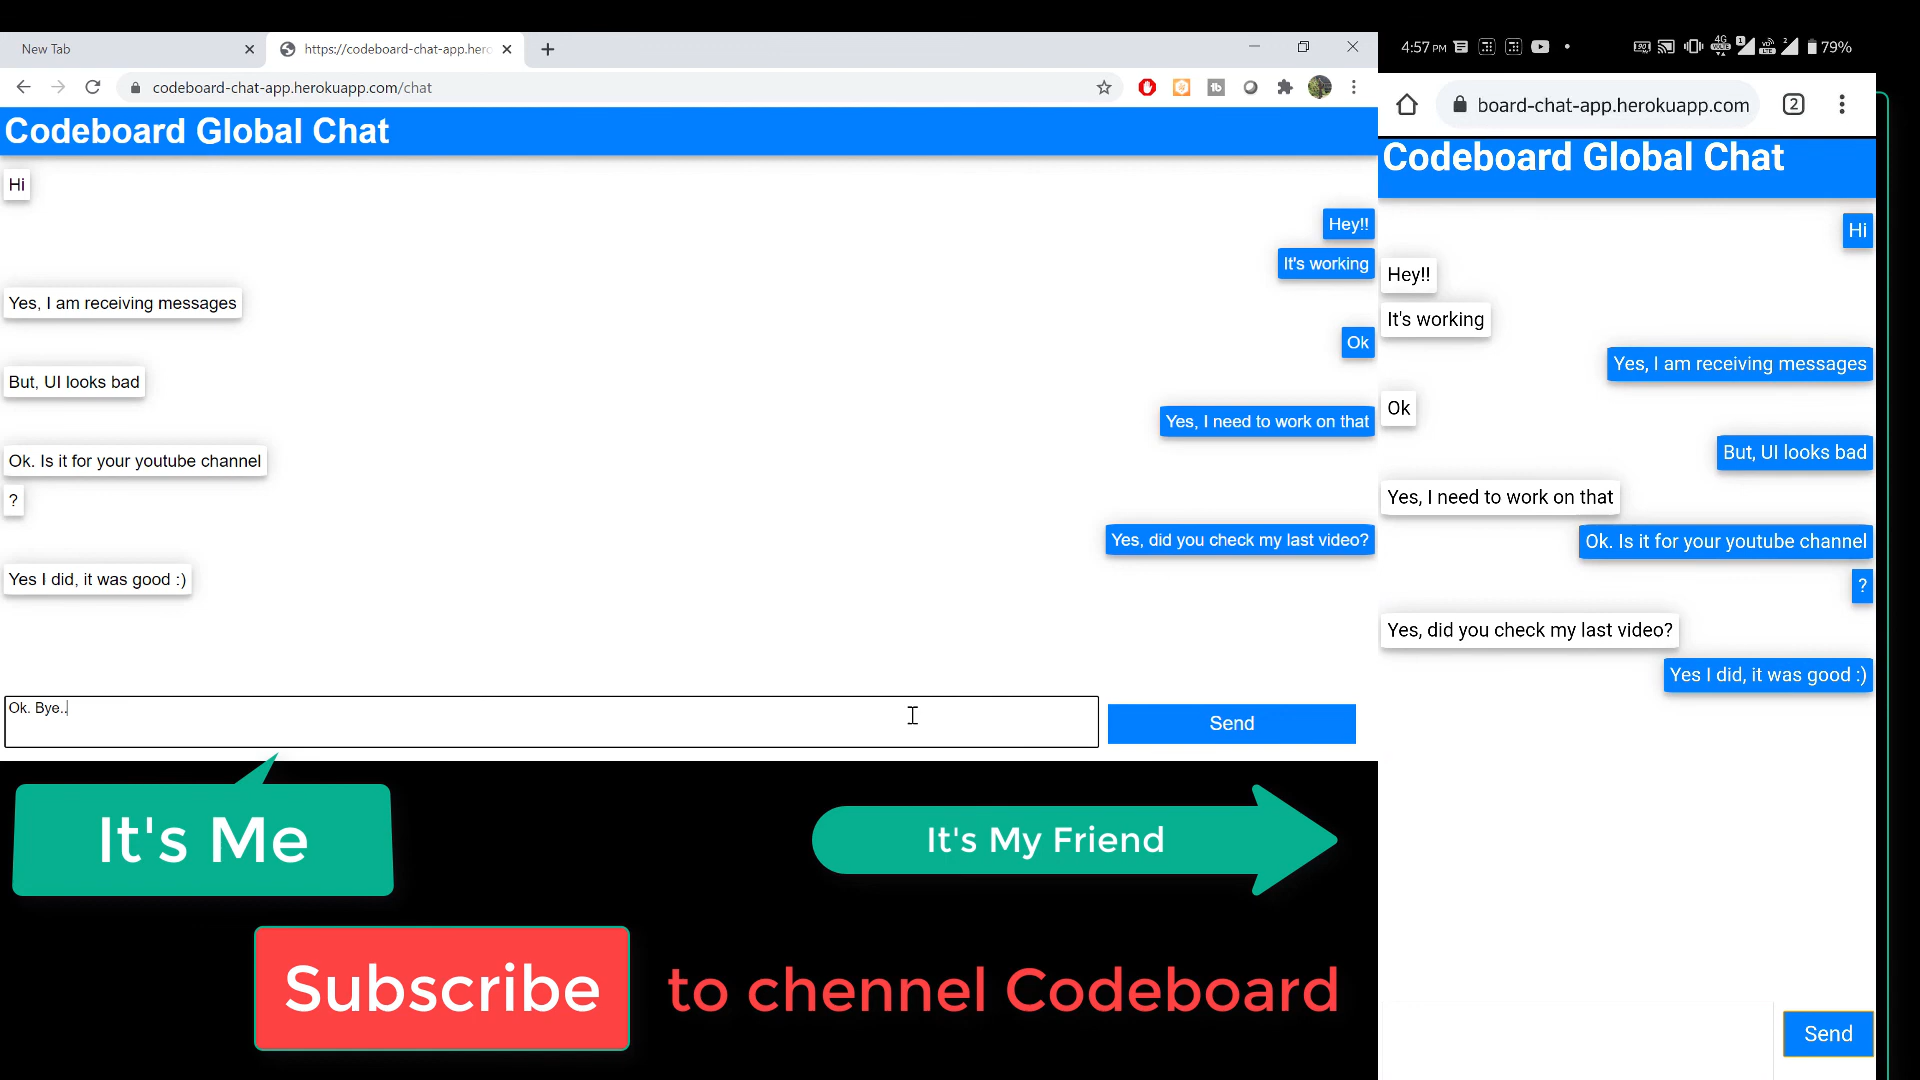 New Tab
https://codeboard-chat-app.hero
codeboard-chat-app.herokuapp.com/chat
Codeboard Global Chat
Hi
Hey!!
It's working
Yes, I am receiving messages
Ok
But, UI looks bad
Yes, I need to work on that
Ok. Is it for your youtube channel
?
Yes, did you check my last video?
Yes I did, it was good :)
Ok. Bye..
Send
It's Me
It's My Friend
Subscribe to chennel Codeboard
4:57 PM
79%
board-chat-app.herokuapp.com
2
Codeboard Global Chat
Hi
Hey!!
It's working
Yes, I am receiving messages
Ok
But, UI looks bad
Yes, I need to work on that
Ok. Is it for your youtube channel
?
Yes, did you check my last video?
Yes I did, it was good :)
Send